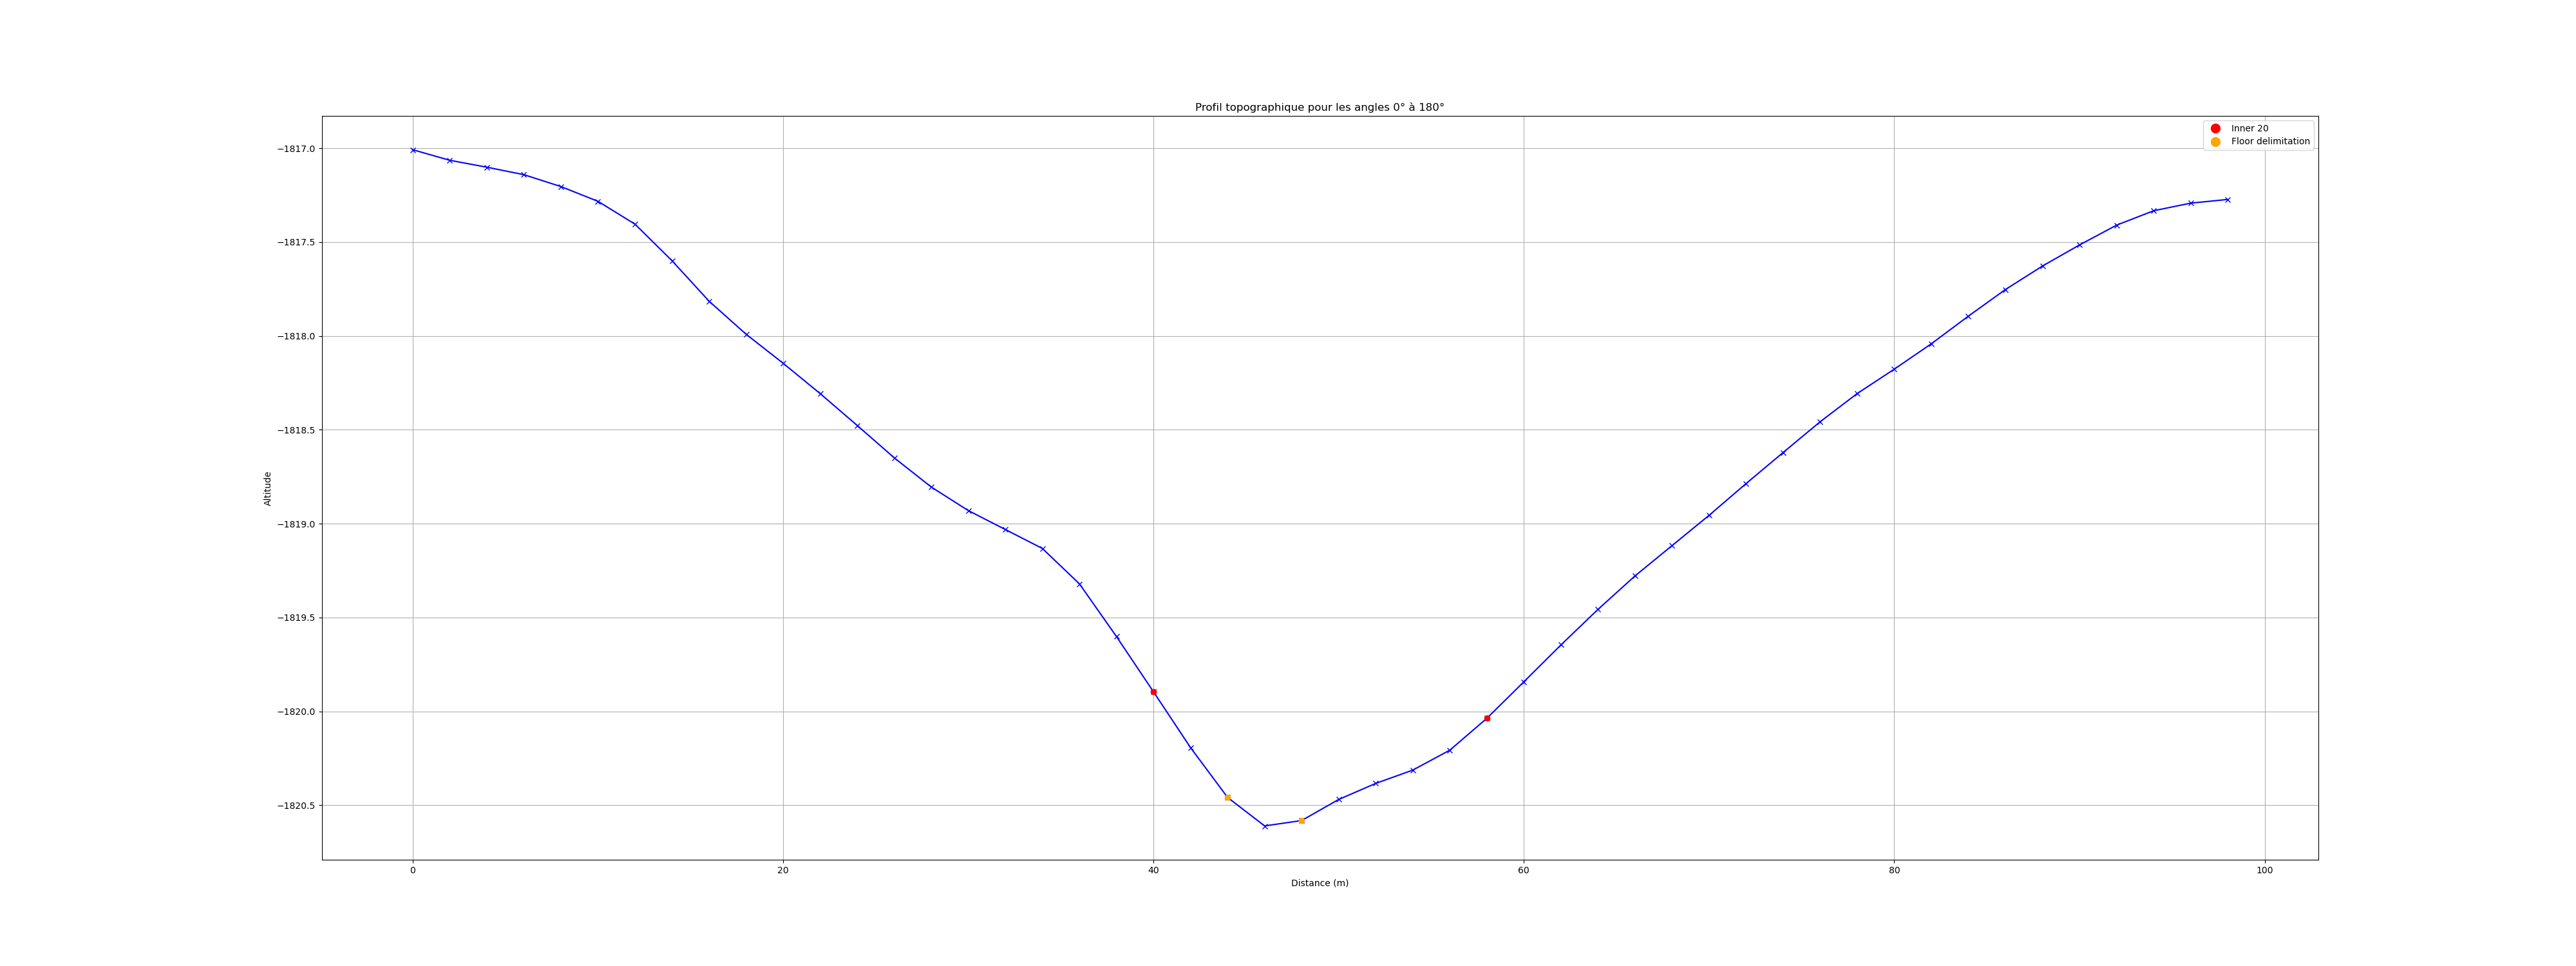 Profil topographique pour les angles 0° à 180°
Inner 20
Floor delimitation
−1817.0
−1817.5
−1818.0
−1818.5
−1819.0
−1819.5
−1820.0
−1820.5
Altitude
0 20 40 60 80 100
Distance (m)